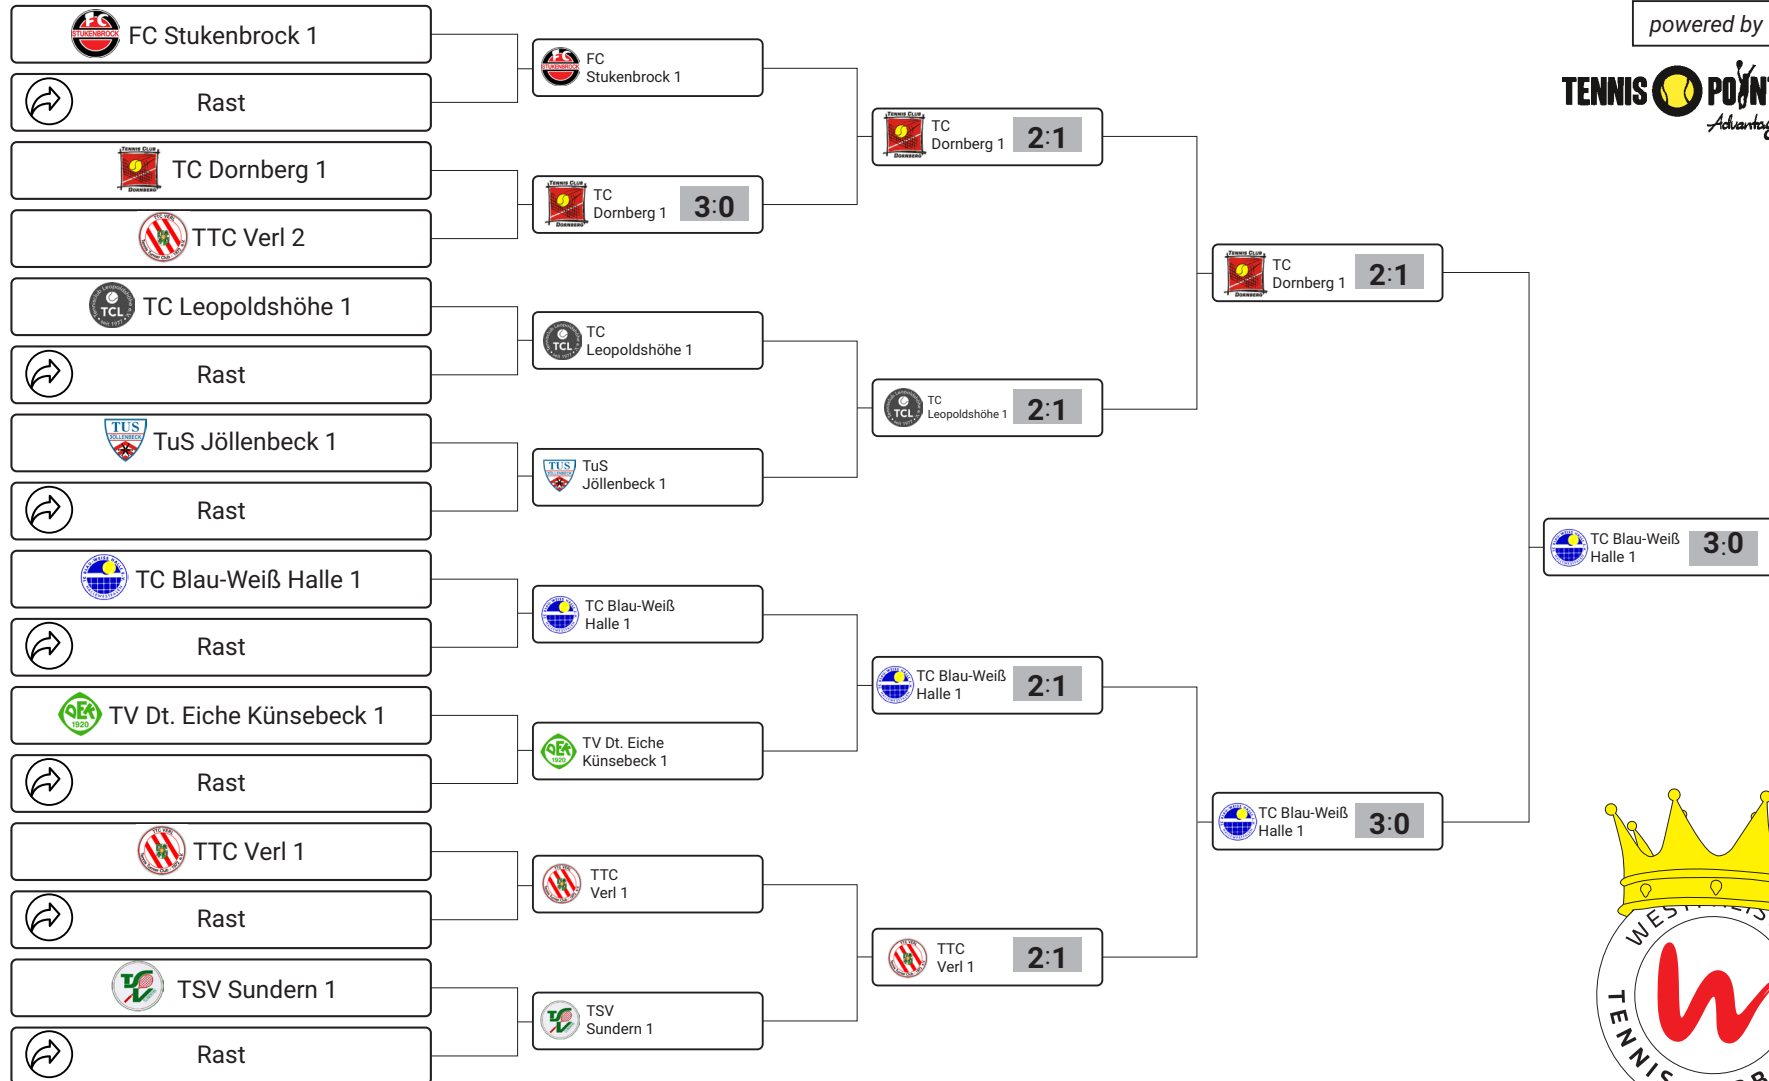 FC Stukenbrock 1
Rast
TC Dornberg 1
TTC Verl 2
TC Leopoldshöhe 1
Rast
TuS Jöllenbeck 1
Rast
TC Blau-Weiß Halle 1
Rast
TV Dt. Eiche Künsebeck 1
Rast
TTC Verl 1
Rast
TSV Sundern 1
Rast
FC
Stukenbrock 1
TC
Dornberg 1 3:0
TC
Leopoldshöhe 1
TuS
Jöllenbeck 1
TC Blau-Weiß
Halle 1
TV Dt. Eiche
Künsebeck 1
TTC
Verl 1
TSV
Sundern 1
TC
Dornberg 1 2:1
TC
Leopoldshöhe 1 2:1
TC Blau-Weiß
Halle 1 2:1
TTC
Verl 1 2:1
TC
Dornberg 1 2:1
TC Blau-Weiß
Halle 1 3:0
TC Blau-Weiß
Halle 1 3:0
powered by
TENNIS POINT